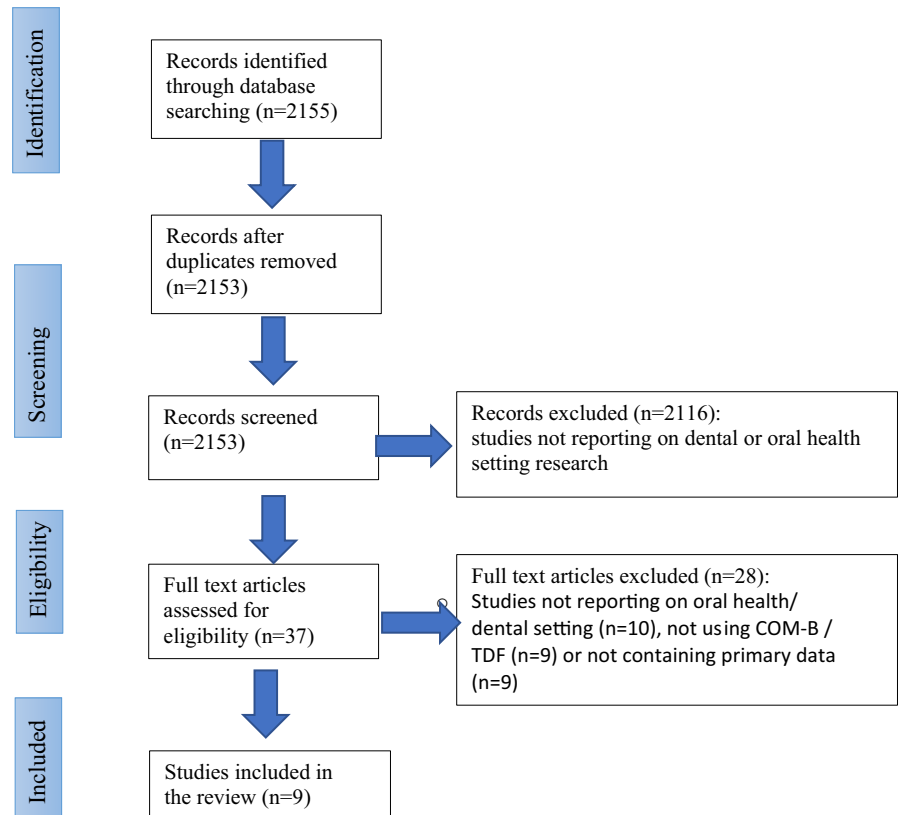 Identification
Records identified
through database
searching (n=2155)
Records after
duplicates removed
(n=2153)
Screening
Records screened
(n=2153)
Records excluded (n=2116):
studies not reporting on dental or oral health
setting research
Eligibility
Full text articles
assessed for
eligibility (n=37)
Full text articles excluded (n=28):
Studies not reporting on oral health/
dental setting (n=10), not using COM-B /
TDF (n=9) or not containing primary data
(n=9)
Included
Studies included in
the review (n=9)